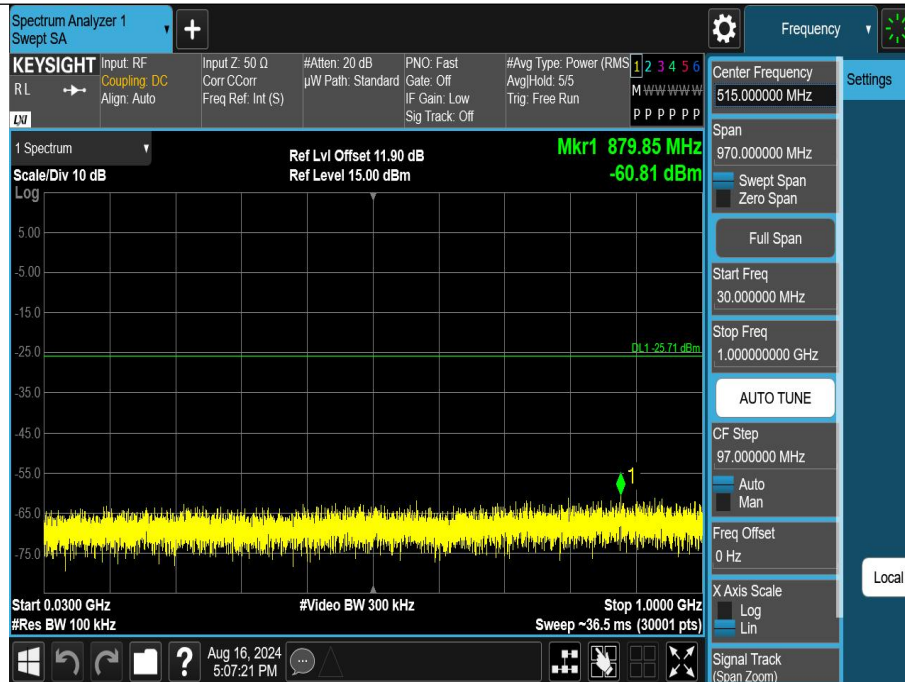 Spectrum Analyzer 1
Swept SA
+
Frequency
KEYSIGHT
RL
LXI
Input: RF
Coupling: DC
Align: Auto
Input Z: 50 Ω
Corr CCorr
Freq Ref: Int (S)
#Atten: 20 dB
µW Path: Standard
PNO: Fast
Gate: Off
IF Gain: Low
Sig Track: Off
#Avg Type: Power (RMS
Avg|Hold: 5/5
Trig: Free Run
1 2 3 4 5 6
M W W W W W
P P P P P P
Center Frequency
515.000000 MHz
Settings
1 Spectrum
Scale/Div 10 dB
Log
Ref Lvl Offset 11.90 dB
Ref Level 15.00 dBm
Mkr1 879.85 MHz
-60.81 dBm
Span
970.000000 MHz
Swept Span
Zero Span
Full Span
Start Freq
30.000000 MHz
Stop Freq
1.000000000 GHz
AUTO TUNE
CF Step
97.000000 MHz
Auto
Man
Freq Offset
0 Hz
X Axis Scale
Log
Lin
Signal Track
(Span Zoom)
Local
5.00
-5.00
-15.0
-25.0
DL1 -25.71 dBm
-35.0
-45.0
-55.0
1
-65.0
-75.0
Start 0.0300 GHz
#Res BW 100 kHz
#Video BW 300 kHz
Stop 1.0000 GHz
Sweep ~36.5 ms (30001 pts)
?
Aug 16, 2024
5:07:21 PM